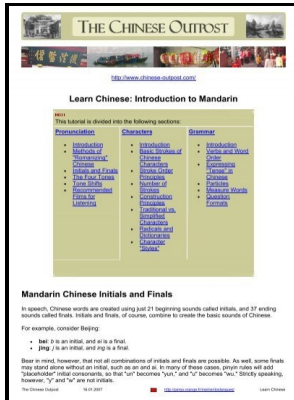 THE CHINESE OUTPOST
http://www.chinese-outpost.com/
Learn Chinese: Introduction to Mandarin
This tutorial is divided into the following sections:
Pronunciation
• Introduction
• Methods of
"Romanizing"
Chinese
• Initials and Finals
• The Four Tones
• Tone Shifts
• Recommended
Films for
Listening
Characters
• Introduction
• Basic Strokes of
Chinese
Characters
• Stroke Order
Principles
• Number of
Strokes
• Construction
Principles
• Traditional vs.
Simplified
Characters
• Radicals and
Dictionaries
• Character
"Styles"
Grammar
• Introduction
• Verbs and Word
Order
• Expressing
"Tense" in
Chinese
• Particles
• Measure Words
• Question
Formats
Mandarin Chinese Initials and Finals
In speech, Chinese words are created using just 21 beginning sounds called initials, and 37 ending
sounds called finals. Initials and finals, of course, combine to create the basic sounds of Chinese.
For example, consider Beijing:
• bei: b is an initial, and ei is a final.
• jing: j is an initial, and ing is a final.
Bear in mind, however, that not all combinations of initials and finals are possible. As well, some finals
may stand alone without an initial, such as an and ei. In many of these cases, pinyin rules will add
"placeholder" initial consonants, so that "un" becomes "yun," and "u" becomes "wu." Strictly speaking,
however, "y" and "w" are not initials.
The Chinese Outpost
16.01.2007
Learn Chinese